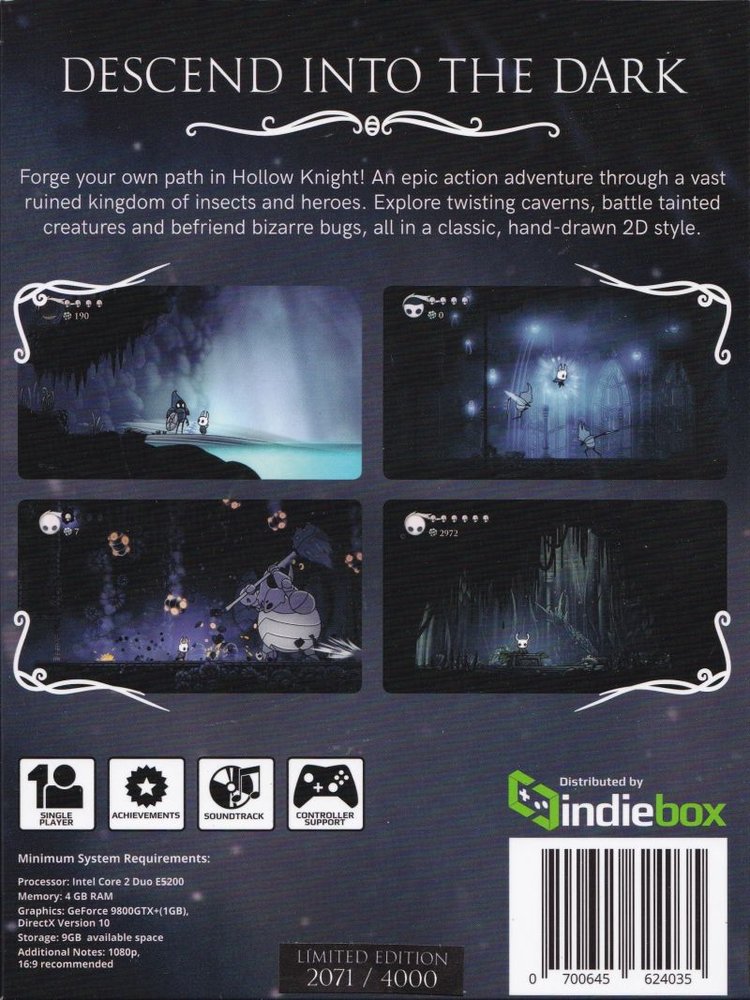 DESCEND INTO THE DARK
Forge your own path in Hollow Knight! An epic action adventure through a vast
ruined kingdom of insects and heroes. Explore twisting caverns, battle tainted
creatures and befriend bizarre bugs, all in a classic, hand-drawn 2D style.
190
0
7
2972
1
SINGLE
PLAYER
ACHIEVEMENTS
SOUNDTRACK
CONTROLLER
SUPPORT
Distributed by
indiebox
Minimum System Requirements:
Processor: Intel Core 2 Duo E5200
Memory: 4 GB RAM
Graphics: GeForce 9800GTX+(1GB),
DirectX Version 10
Storage: 9GB available space
Additional Notes: 1080p,
16:9 recommended
LIMITED EDITION
2071 / 4000
0 700645 624035